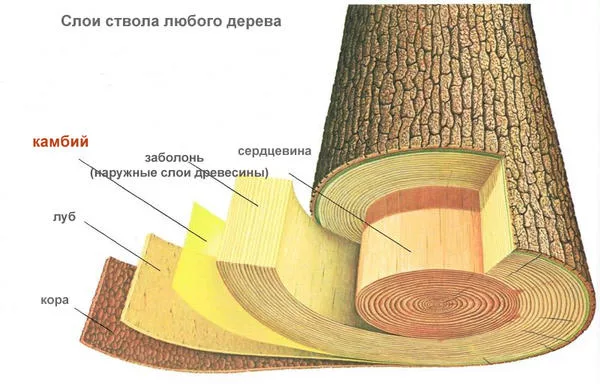 Слои ствола любого дерева
камбий
заболонь
(наружные слои древесины)
сердцевина
луб
кора